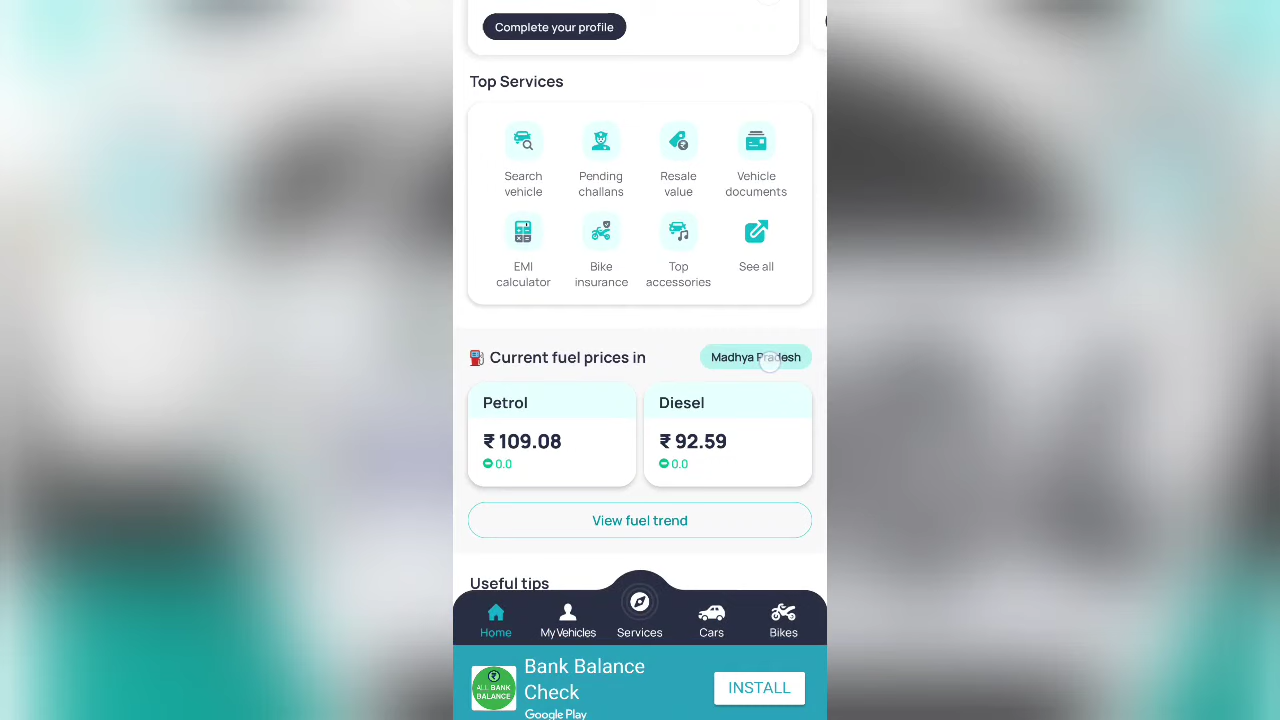 Complete your profile
Top Services
Search vehicle
Pending challans
Resale value
Vehicle documents
EMI calculator
Bike insurance
Top accessories
See all
Current fuel prices in
Madhya Pradesh
Petrol
₹ 109.08
0.0
Diesel
₹ 92.59
0.0
View fuel trend
Useful tips
Home
My Vehicles
Services
Cars
Bikes
ALL BANK BALANCE
Bank Balance
Check
Google Play
INSTALL